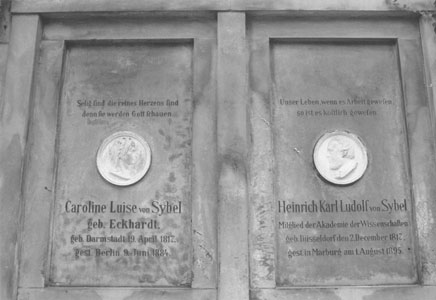 Selig sind die reines Herzens sind
denn sie werden Gott schauen.
Caroline Luise von Sybel
geb. Eckhardt.
geb. Darmstadt 19. April 1817.
gest. Berlin 9. Juni 1884.
Unser Leben, wenn es Arbeit gewesen,
so ist es köstlich gewesen.
Heinrich Karl Ludolf von Sybel
Mitglied der Akademie der Wissenschaften
geb. Düsseldorf den 2. December 1817.
gest. in Marburg am 1. August 1895.